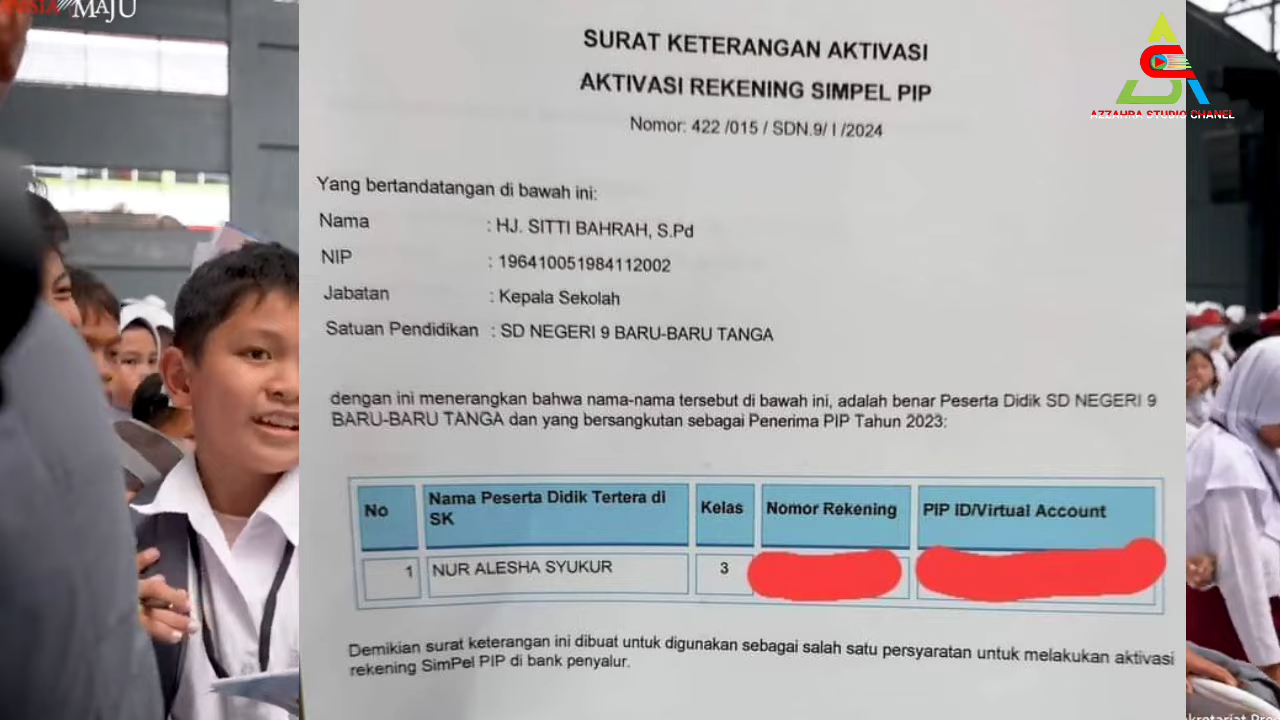 MAJU
SURAT KETERANGAN AKTIVASI
AKTIVASI REKENING SIMPEL PIP
Nomor: 422 /015 / SDN.9/ I /2024
AZZAHRA STUDIO CHANEL
Yang bertandatangan di bawah ini:
Nama : HJ. SITTI BAHRAH, S.Pd
NIP : 196410051984112002
Jabatan : Kepala Sekolah
Satuan Pendidikan : SD NEGERI 9 BARU-BARU TANGA
dengan ini menerangkan bahwa nama-nama tersebut di bawah ini, adalah benar Peserta Didik SD NEGERI 9
BARU-BARU TANGA dan yang bersangkutan sebagai Penerima PIP Tahun 2023:
No Nama Peserta Didik Tertera di SK Kelas Nomor Rekening PIP ID/Virtual Account
1 NUR ALESHA SYUKUR 3
Demikian surat keterangan ini dibuat untuk digunakan sebagai salah satu persyaratan untuk melakukan aktivasi
rekening SimPel PIP di bank penyalur.